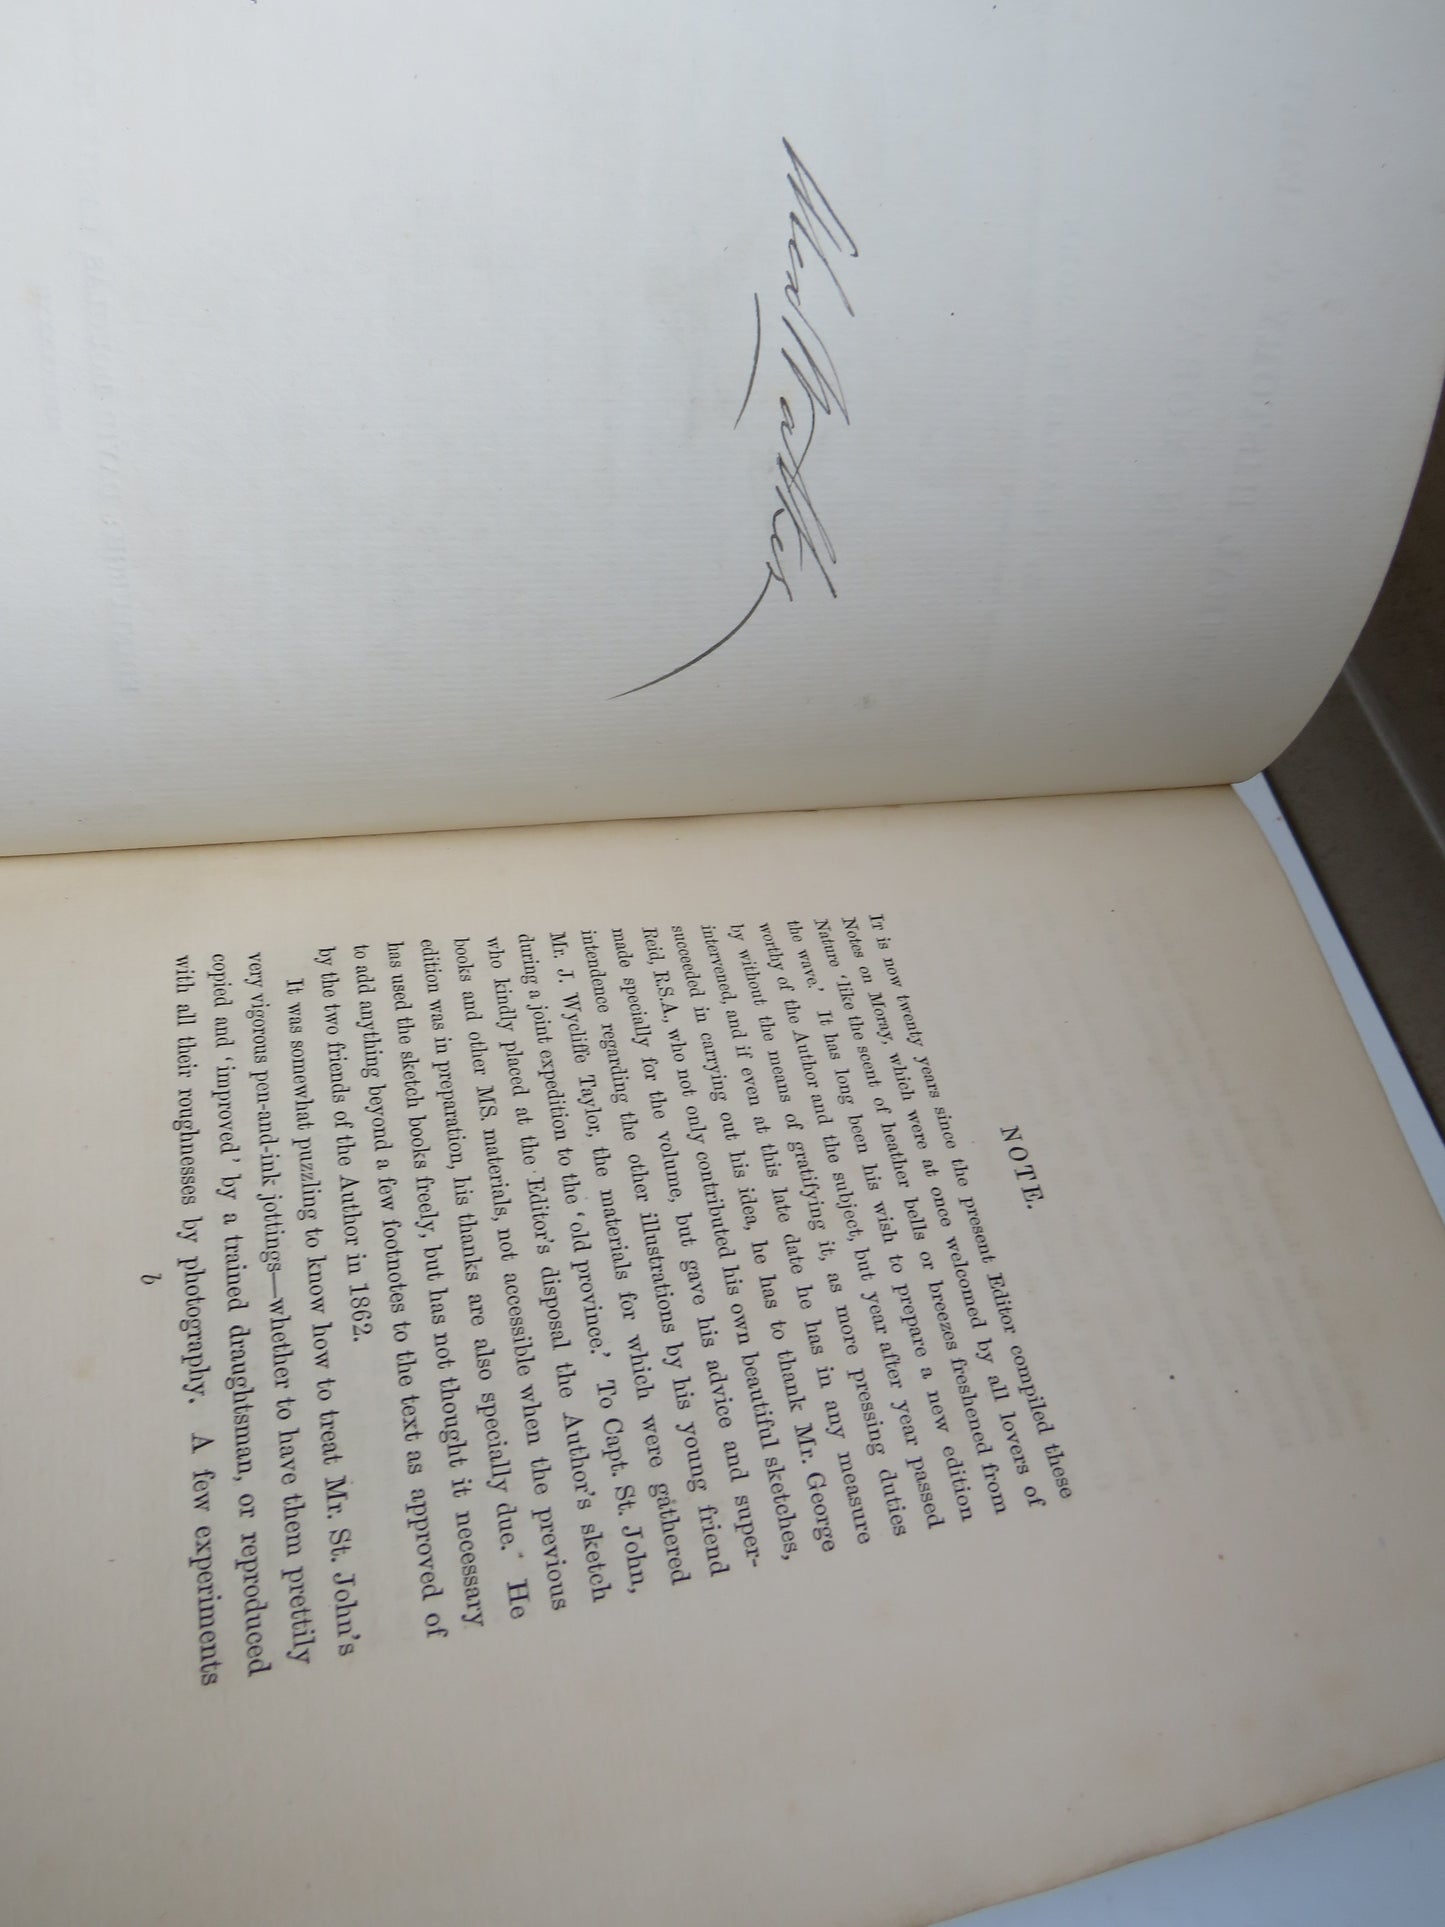 NOTE.
IT is now twenty years since the present Editor compiled these
Notes on Moray, which were at once welcomed by all lovers of
Nature ‘like the scent of heather bells or breezes freshened from
the wave.’ It has long been his wish to prepare a new edition
worthy of the Author and the subject, but year after year passed
by without the means of gratifying it, as more pressing duties
intervened, and if even at this late date he has in any measure
succeeded in carrying out his idea, he has to thank Mr. George
Reid, R.S.A., who not only contributed his own beautiful sketches,
made specially for the volume, but gave his advice and super-
intendence regarding the other illustrations by his young friend
Mr. J. Wycliffe Taylor, the materials for which were gathered
during a joint expedition to the ‘old province.’ To Capt. St. John,
who kindly placed at the Editor’s disposal the Author’s sketch
books and other MS. materials, not accessible when the previous
edition was in preparation, his thanks are also specially due. He
has used the sketch books freely, but has not thought it necessary
to add anything beyond a few footnotes to the text as approved of
by the two friends of the Author in 1862.
It was somewhat puzzling to know how to treat Mr. St. John’s
very vigorous pen-and-ink jottings—whether to have them prettily
copied and ‘improved’ by a trained draughtsman, or reproduced
with all their roughnesses by photography. A few experiments
b